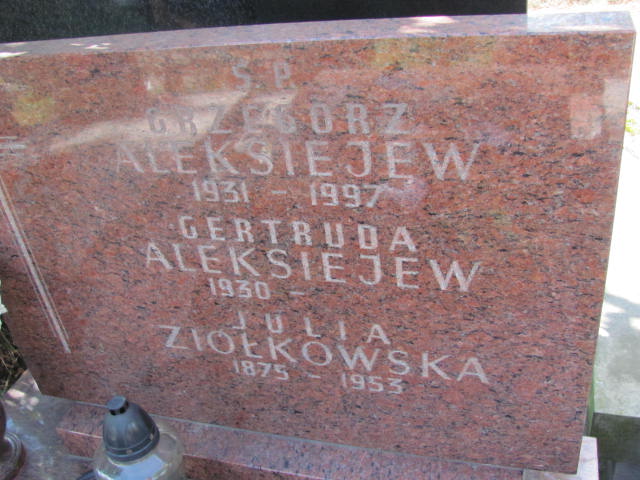 Ś.P.
GRZEGORZ
ALEKSIEJEW
1931 - 1997
GERTRUDA
ALEKSIEJEW
1930 -
JULIA
ZIOŁKOWSKA
1875 - 1953